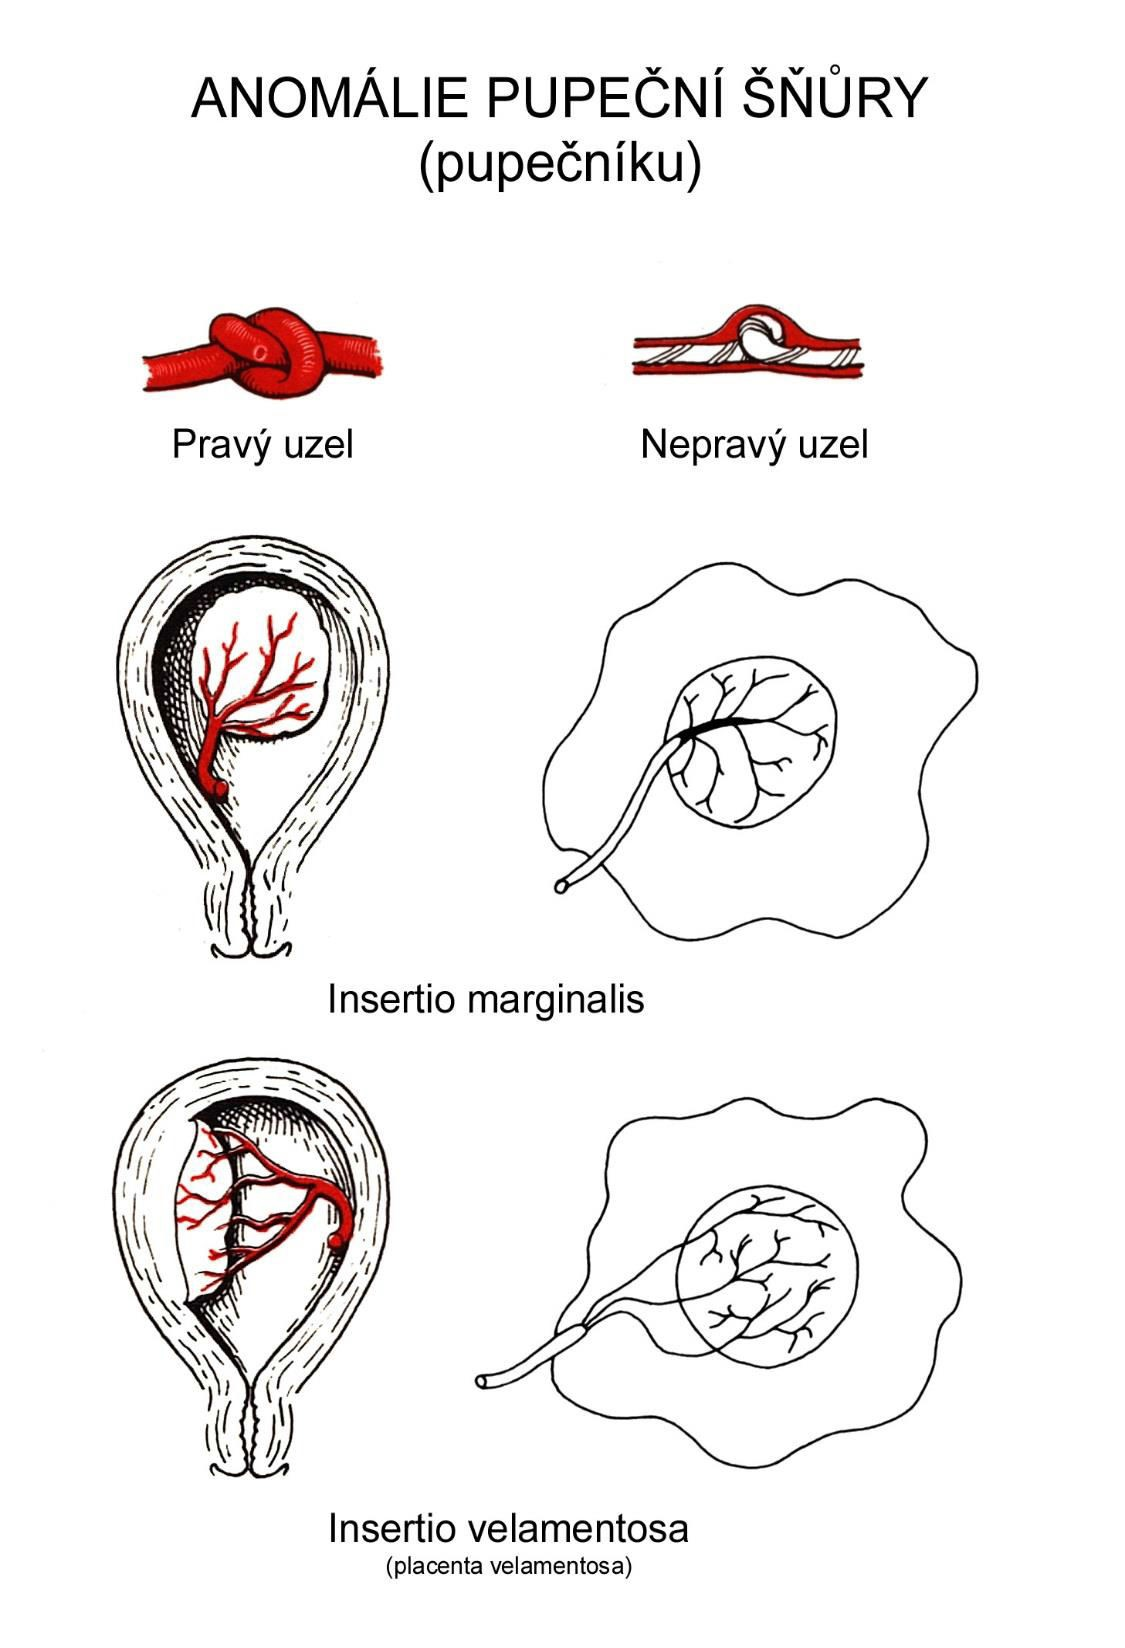 ANOMÁLIE PUPEČNÍ ŠŇŮRY
(pupečníku)
Pravý uzel
Nepravý uzel
Insertio marginalis
Insertio velamentosa
(placenta velamentosa)